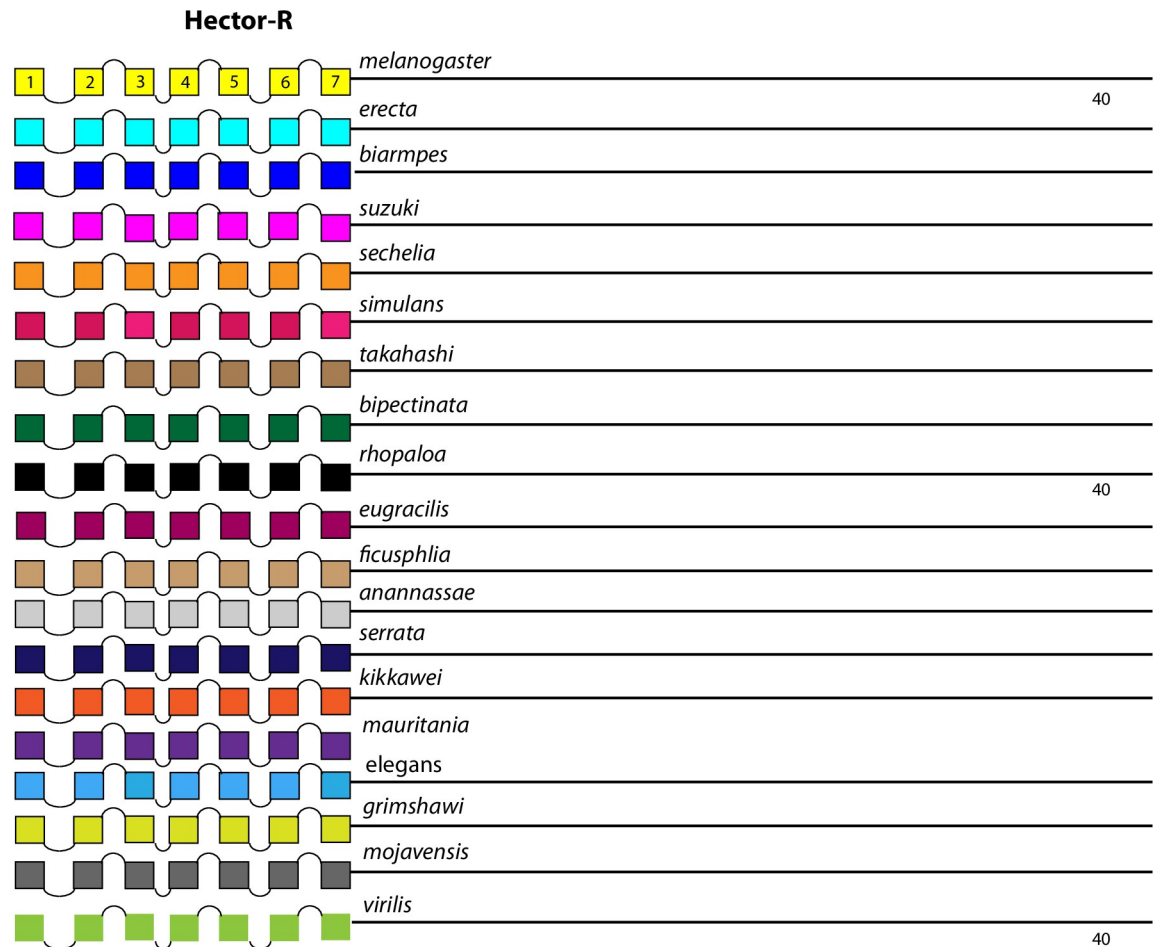 Hector-R
melanogaster
1 2 3 4 5 6 7
40
erecta
biarmpes
suzuki
sechelia
simulans
takahashi
bipectinata
rhopaloa
40
eugracilis
ficusphlia
anannassae
serrata
kikkawei
mauritania
elegans
grimshawi
mojavensis
virilis
40